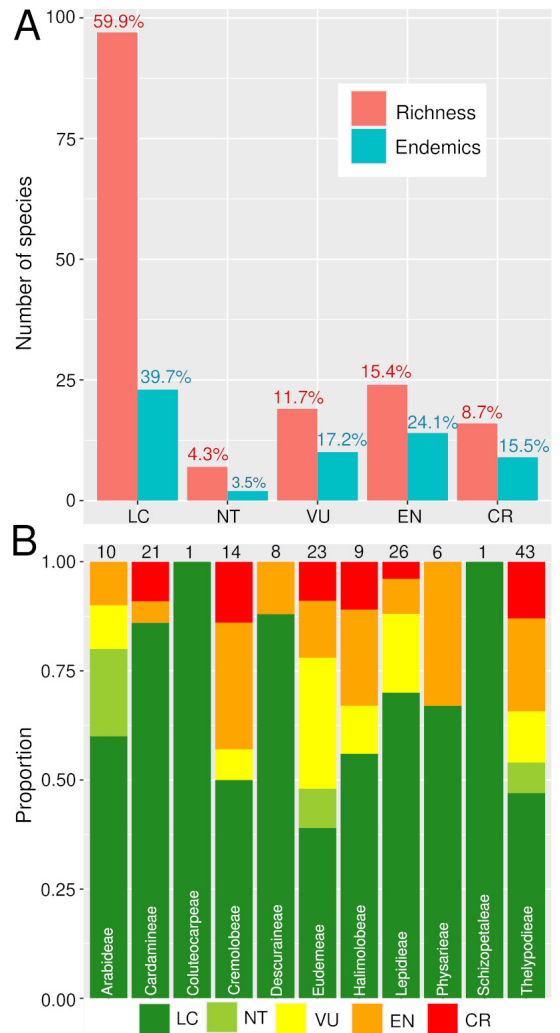 A
100
75
50
25
0
Number of species
59.9%
39.7%
4.3%
3.5%
11.7%
17.2%
15.4%
24.1%
8.7%
15.5%
Richness
Endemics
LC NT VU EN CR
B
10 21 1 14 8 23 9 26 6 1 43
1.00
0.75
0.50
0.25
0.00
Proportion
Arabideae
Cardamineae
Coluteocarpeae
Cremolobeae
Descuraineae
Eudemeae
Halimolobeae
Lepidieae
Physarieae
Schizopetaleae
Thelypodieae
LC NT VU EN CR